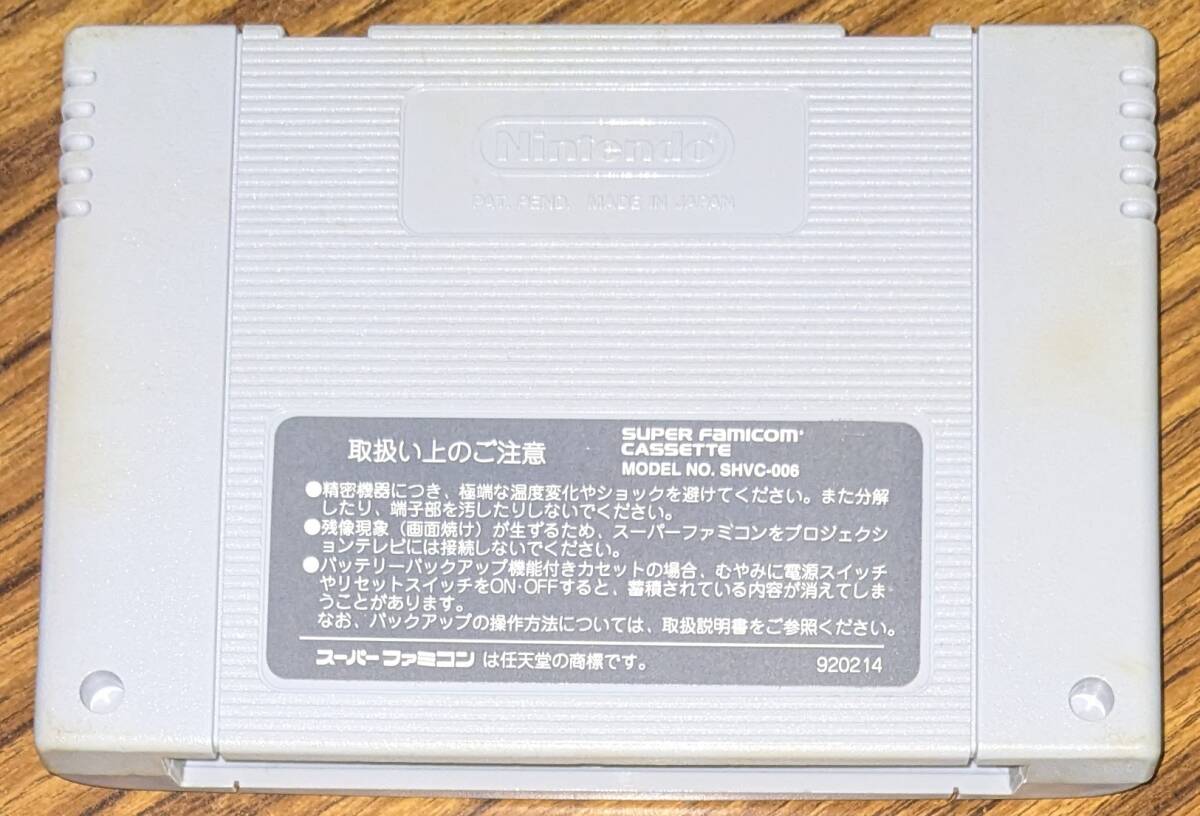 Nintendo®
PAT. PEND. MADE IN JAPAN
取扱い上のご注意
SUPER FAMICOM
CASSETTE
MODEL NO. SHVC-006
●精密機器につき、極端な温度変化やショックを避けてください。また分解
したり、端子部を汚したりしないでください。
●残像現象（画面焼け）が生ずるため、スーパーファミコンをプロジェクシ
ョンテレビには接続しないでください。
●バッテリーバックアップ機能付きカセットの場合、むやみに電源スイッチ
やリセットスイッチをON・OFFすると、蓄積されている内容が消えてしま
うことがあります。
なお、バックアップの操作方法については、取扱説明書をご参照ください。
スーパーファミコン は任天堂の商標です。
920214